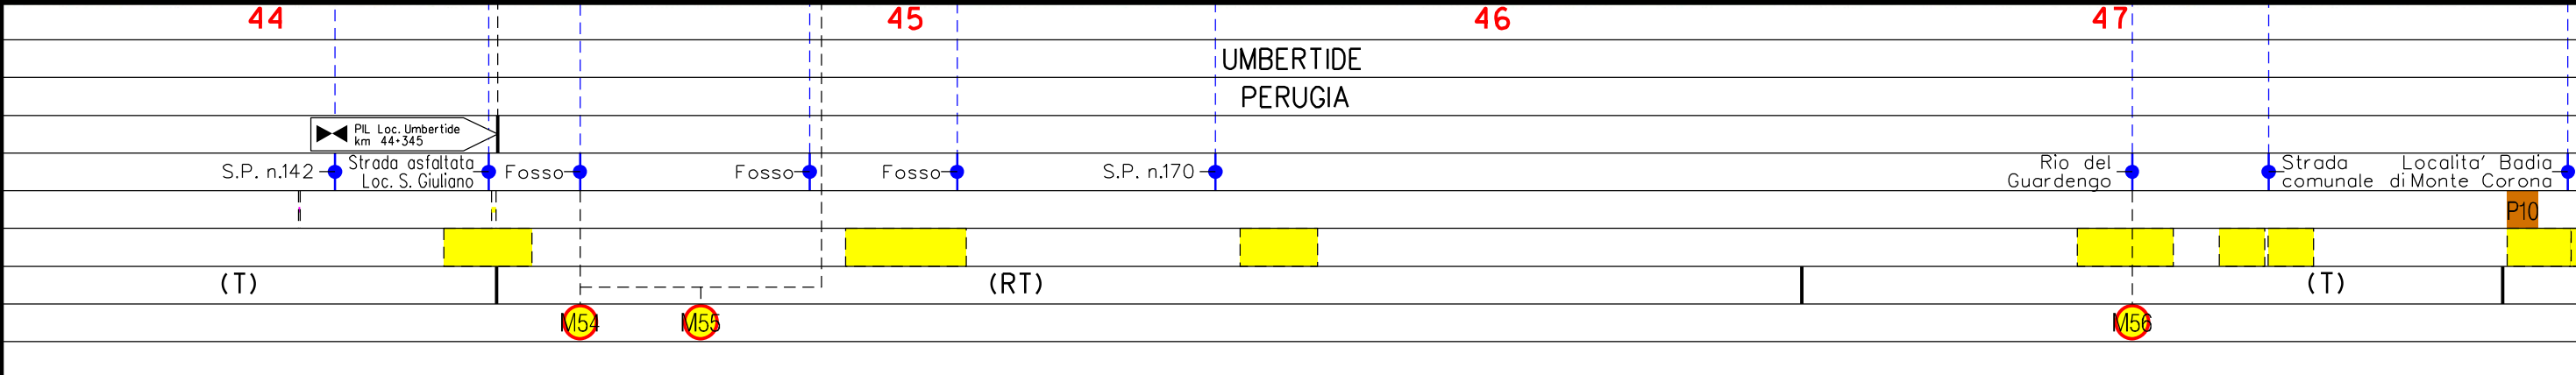 44 45 46 47
UMBERTIDE
PERUGIA
PIL Loc. Umbertide
km 44+345
S.P. n.142
Strada asfaltata
Loc. S. Giuliano
Fosso
Fosso
Fosso
S.P. n.170
Rio del
Guardengo
Strada
comunale
Localita' Badia
di Monte Corona
P10
(T) (RT) (T)
M54 M55 M56